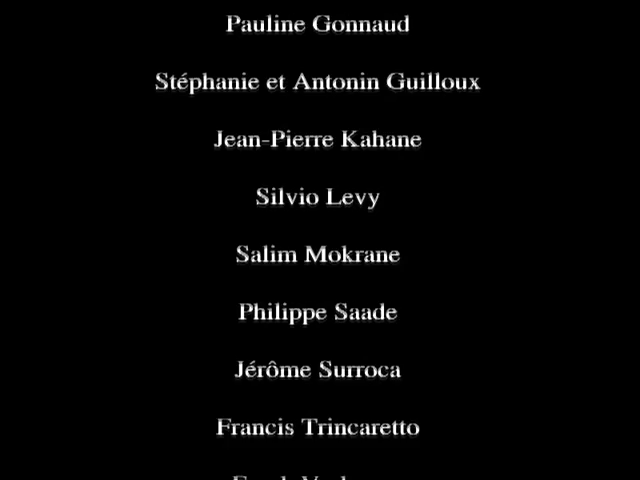 Pauline Gonnaud
Stéphanie et Antonin Guilloux
Jean-Pierre Kahane
Silvio Levy
Salim Mokrane
Philippe Saade
Jérôme Surroca
Francis Trincaretto